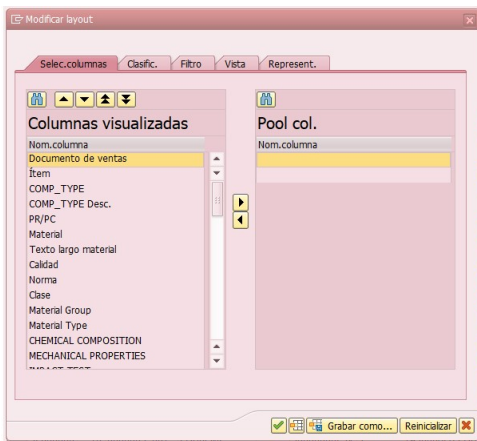 Modificar layout
Selec.columnas Clasific. Filtro Vista Represent.
Columnas visualizadas
Nom.columna
Documento de ventas
Ítem
COMP_TYPE
COMP_TYPE Desc.
PR/PC
Material
Texto largo material
Calidad
Norma
Clase
Material Group
Material Type
CHEMICAL COMPOSITION
MECHANICAL PROPERTIES
IMPACT TEST
Pool col.
Nom.columna
Grabar como... Reinicializar